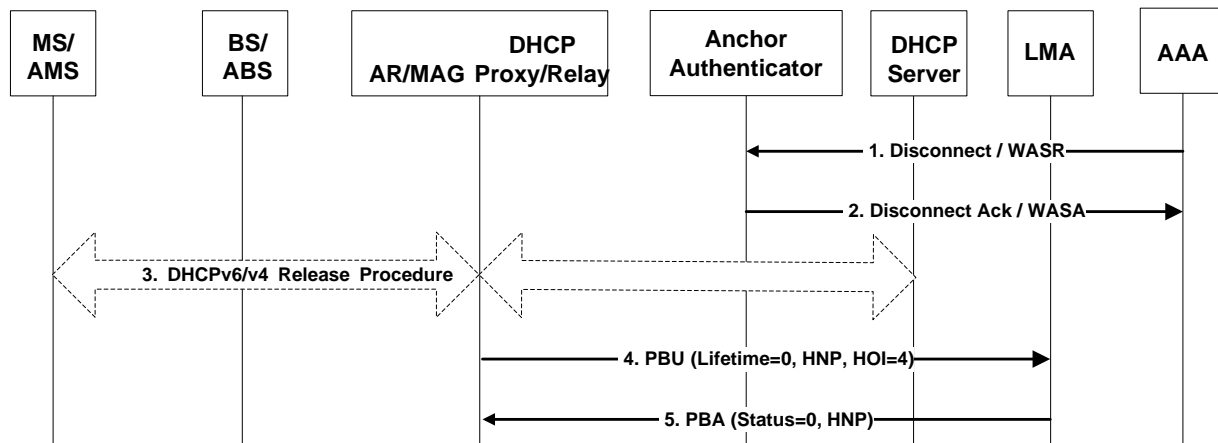 MS/
AMS
BS/
ABS
DHCP
AR/MAG Proxy/Relay
Anchor
Authenticator
DHCP
Server
LMA
AAA
1. Disconnect / WASR
2. Disconnect Ack / WASA
3. DHCPv6/v4 Release Procedure
4. PBU (Lifetime=0, HNP, HOI=4)
5. PBA (Status=0, HNP)